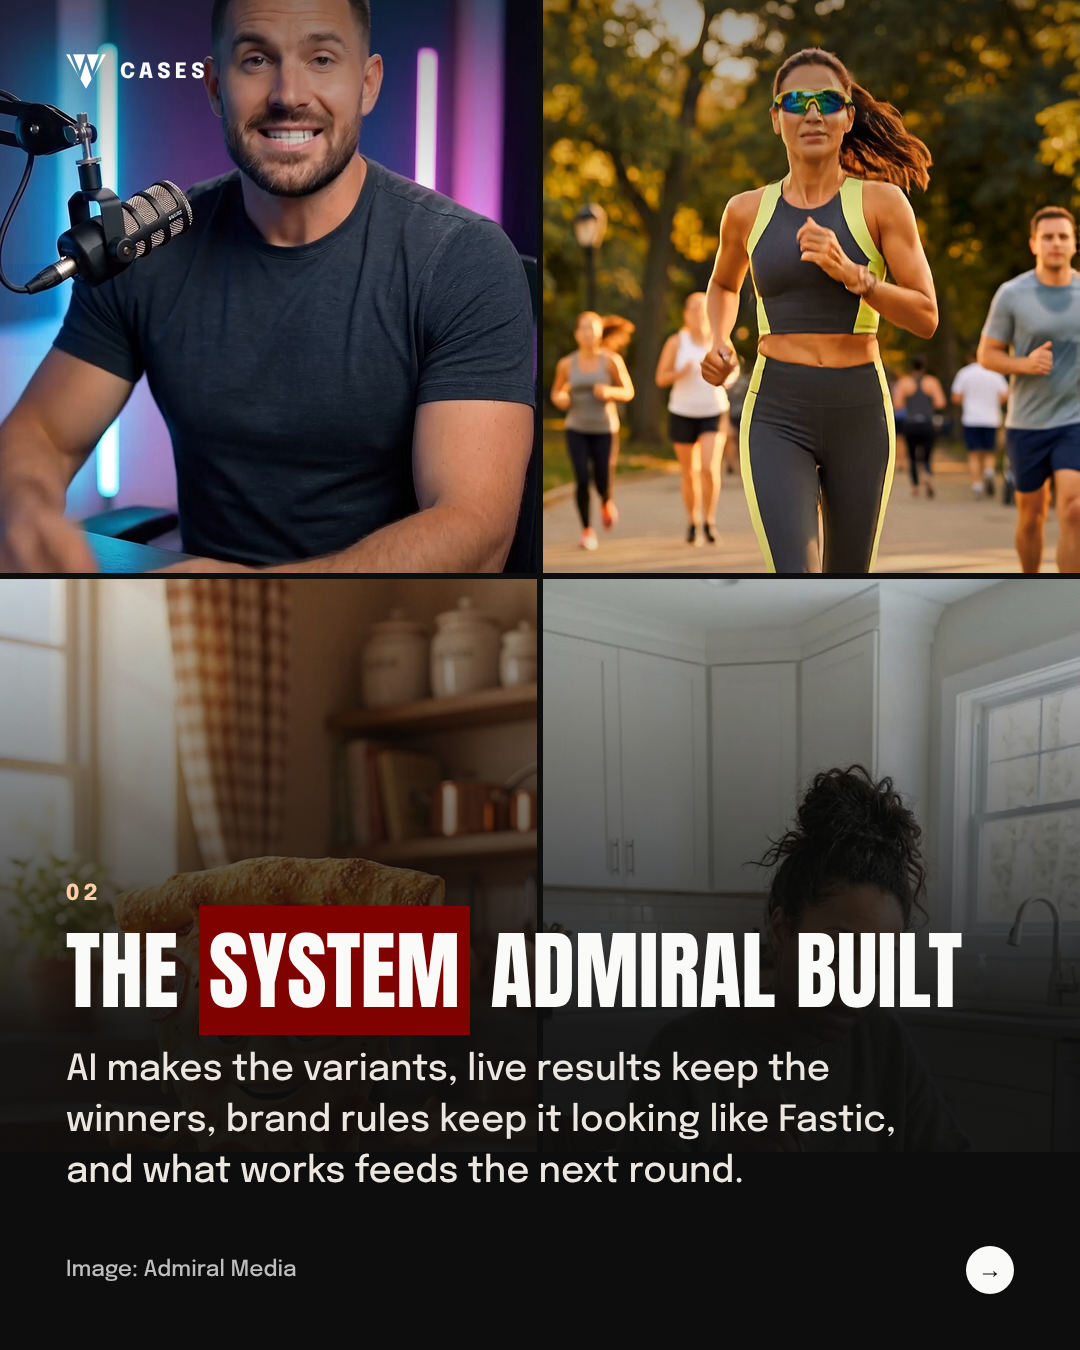 CASES
02
THE SYSTEM ADMIRAL BUILT
AI makes the variants, live results keep the
winners, brand rules keep it looking like Fastic,
and what works feeds the next round.
Image: Admiral Media
→